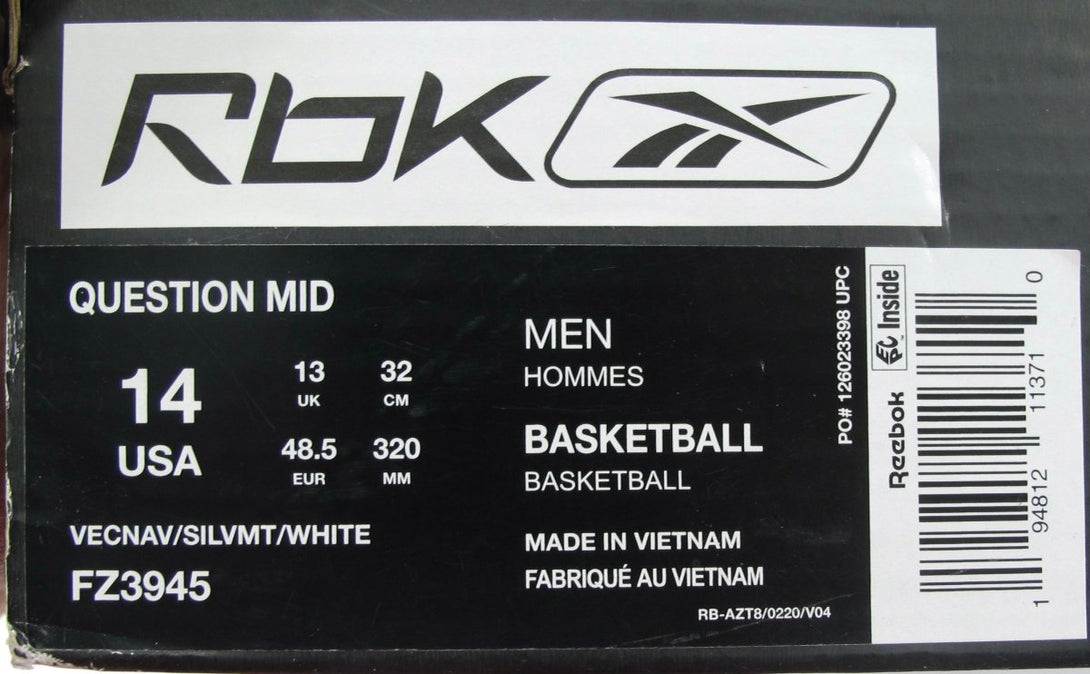 Rbk
QUESTION MID
14
USA
13
UK
32
CM
48.5
EUR
320
MM
VECNAV/SILVMT/WHITE
FZ3945
MEN
HOMMES
BASKETBALL
BASKETBALL
MADE IN VIETNAM
FABRIQUÉ AU VIETNAM
RB-AZT8/0220/V04
PO# 126023398 UPC
EPC Inside
Reebok
1 94812 11371 0